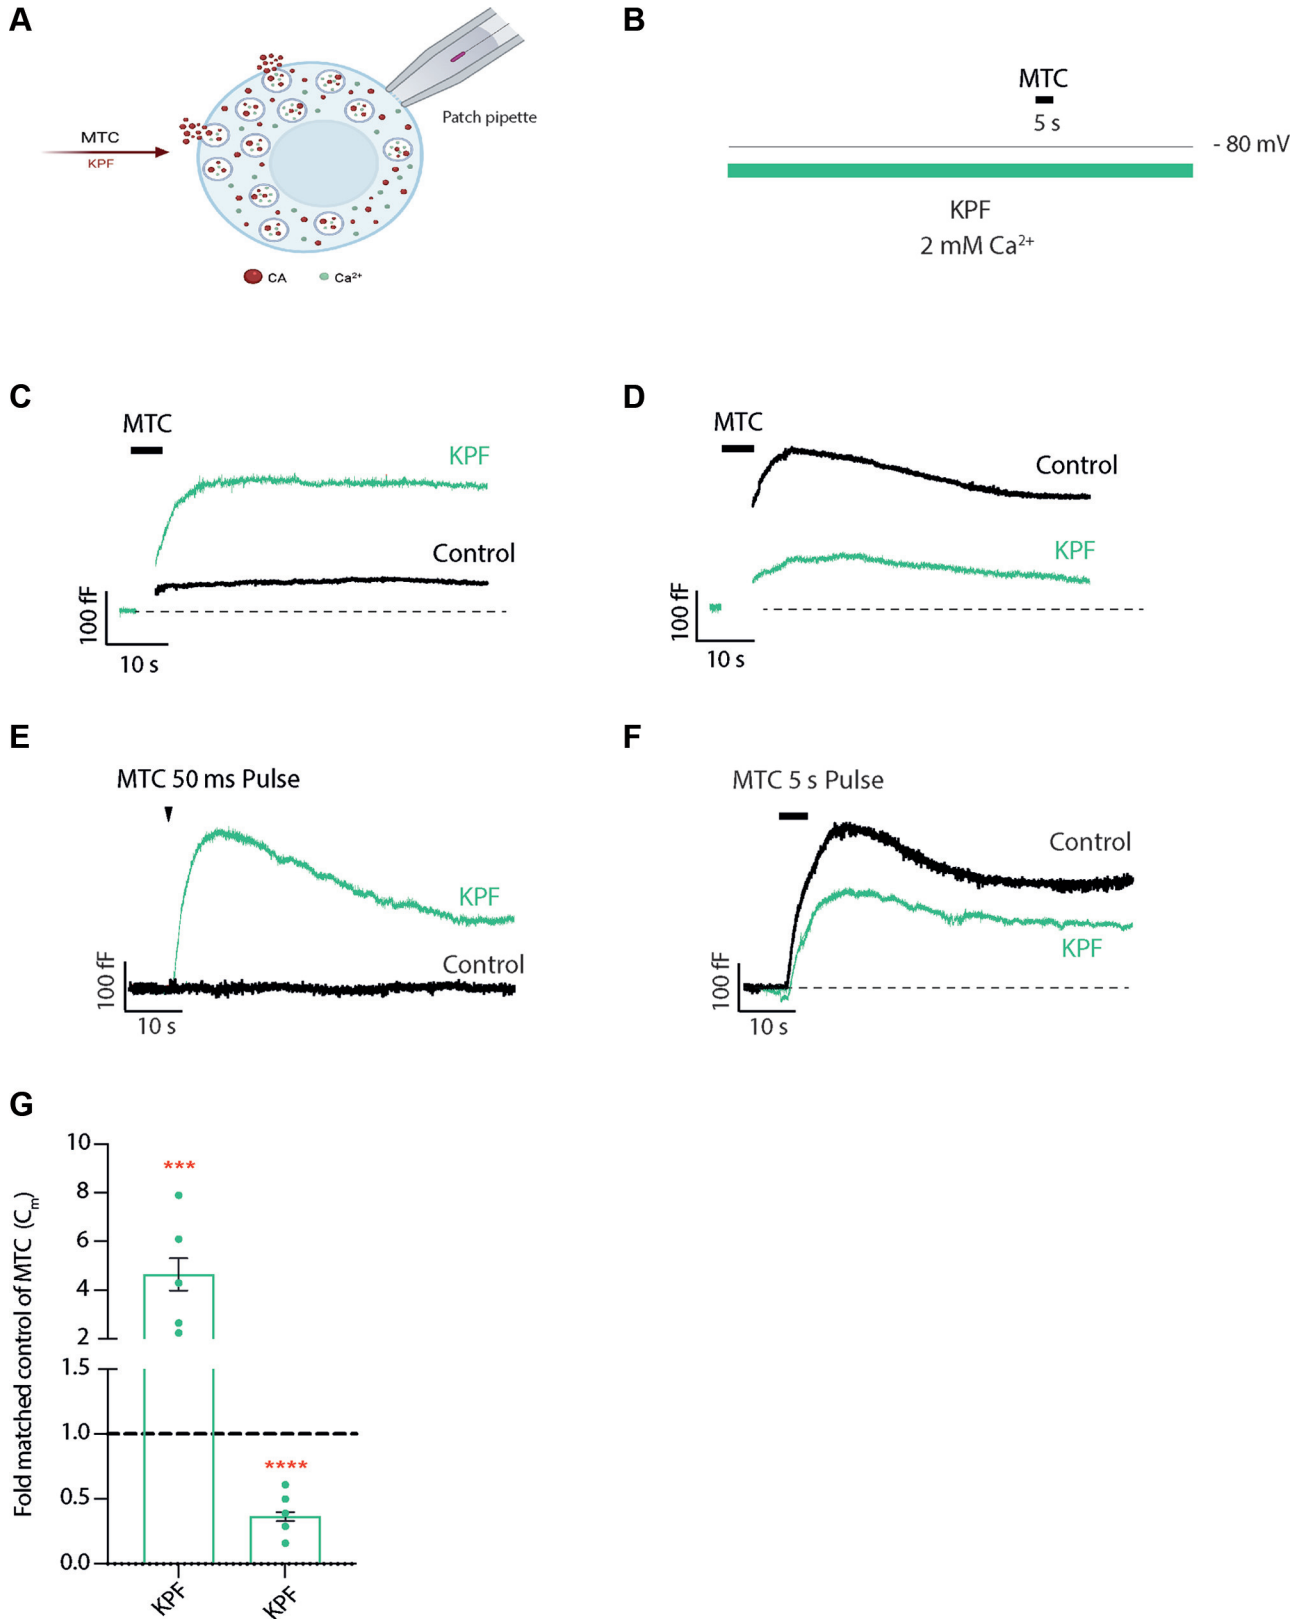 A
MTC
KPF
Patch pipette
CA
Ca²⁺
B
MTC
5 s
- 80 mV
KPF
2 mM Ca²⁺
C
MTC
KPF
Control
100 fF
10 s
D
MTC
Control
KPF
100 fF
10 s
E
MTC 50 ms Pulse
KPF
Control
100 fF
10 s
F
MTC 5 s Pulse
Control
KPF
100 fF
10 s
G
Fold matched control of MTC (Cₘ)
10
8
6
4
2
1.5
1.0
0.5
0.0
***
****
KPF
KPF